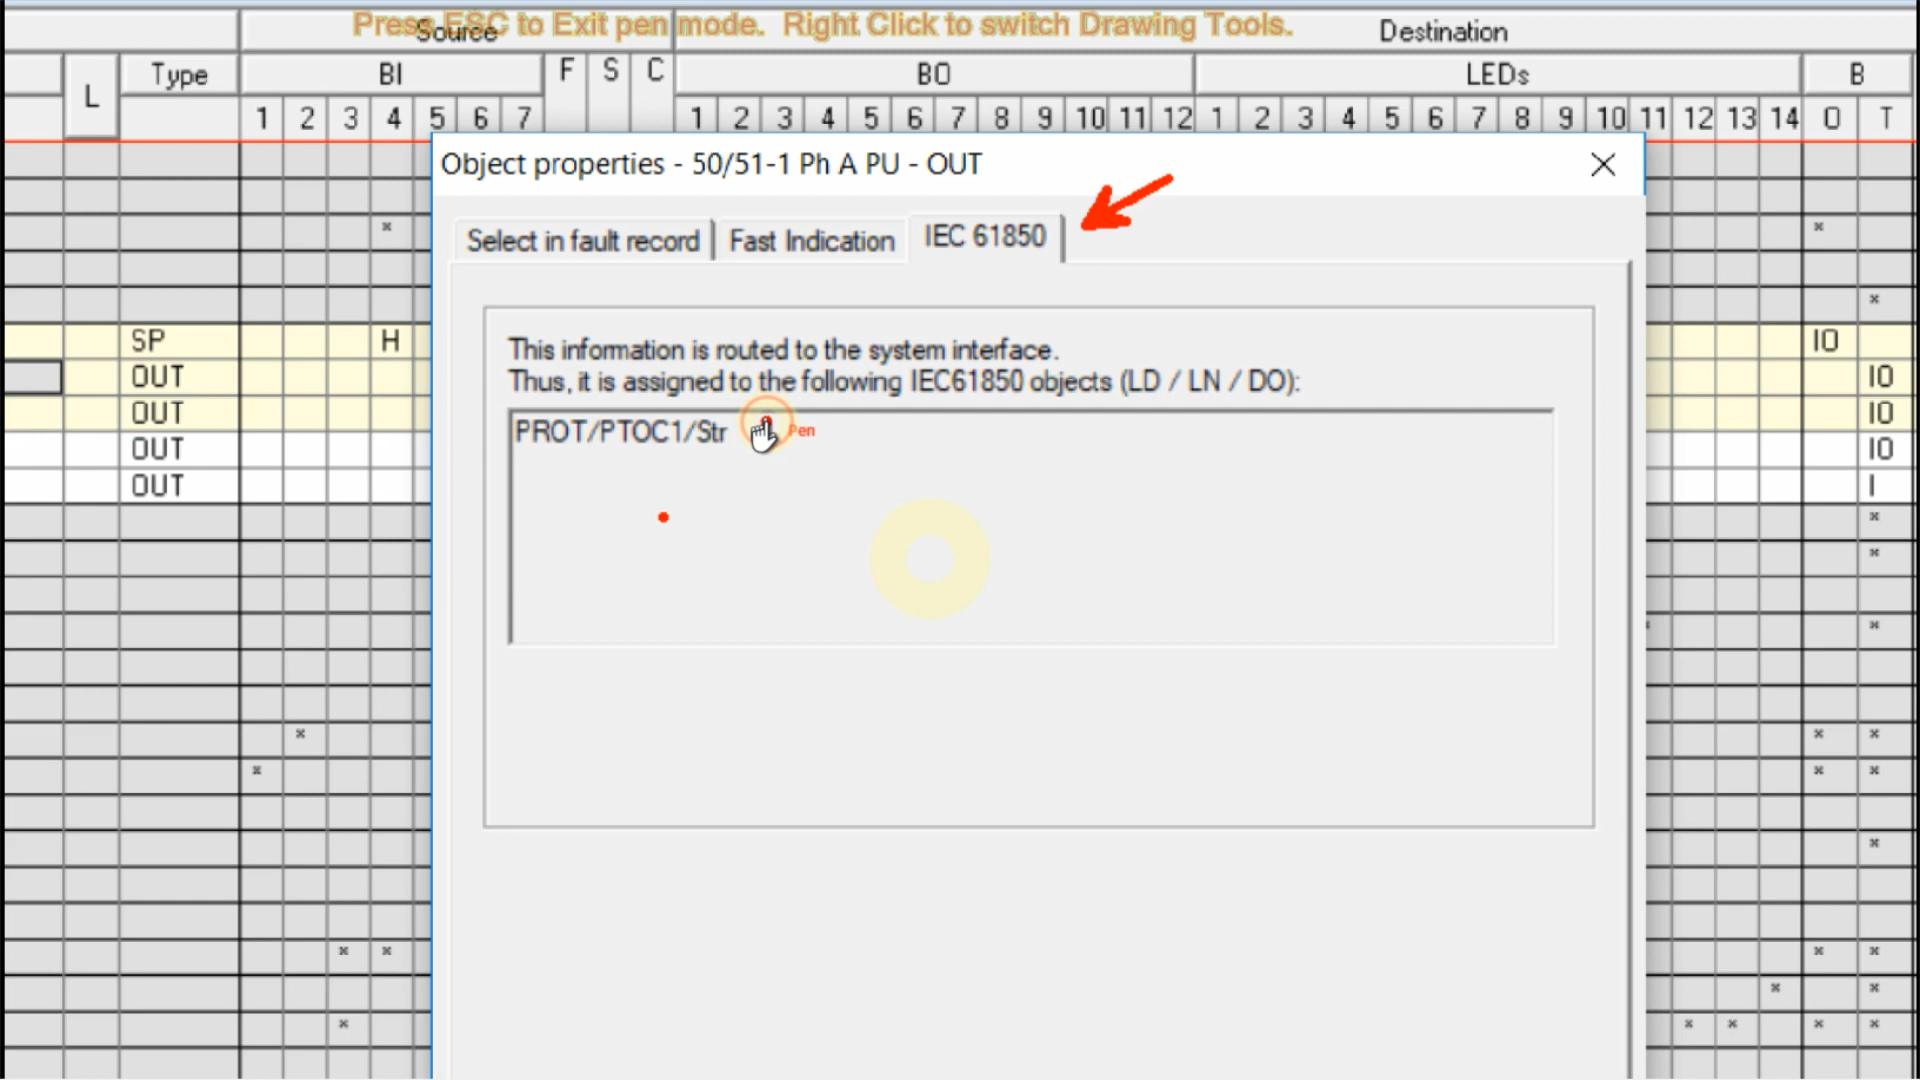 Press ESC to Exit pen mode.  Right Click to switch Drawing Tools.
Source
Destination
L
Type
BI
F
S
C
BO
LEDs
B
1 2 3 4 5 6 7
1 2 3 4 5 6 7 8 9 10 11 12
1 2 3 4 5 6 7 8 9 10 11 12 13 14
O T
Object properties - 50/51-1 Ph A PU - OUT
Select in fault record
Fast Indication
IEC 61850
This information is routed to the system interface.
Thus, it is assigned to the following IEC61850 objects (LD / LN / DO):
PROT/PTOC1/Str
Pen
* *
*
SP H IO
OUT IO
OUT IO
OUT IO
OUT I
*
*
* *
* * *
* * *
*
* * * *
* *
* * * * *